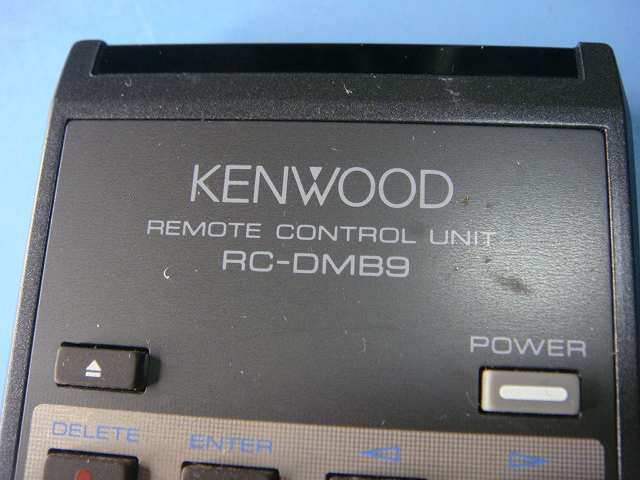 KENWOOD
REMOTE CONTROL UNIT
RC-DMB9
POWER
DELETE ENTER